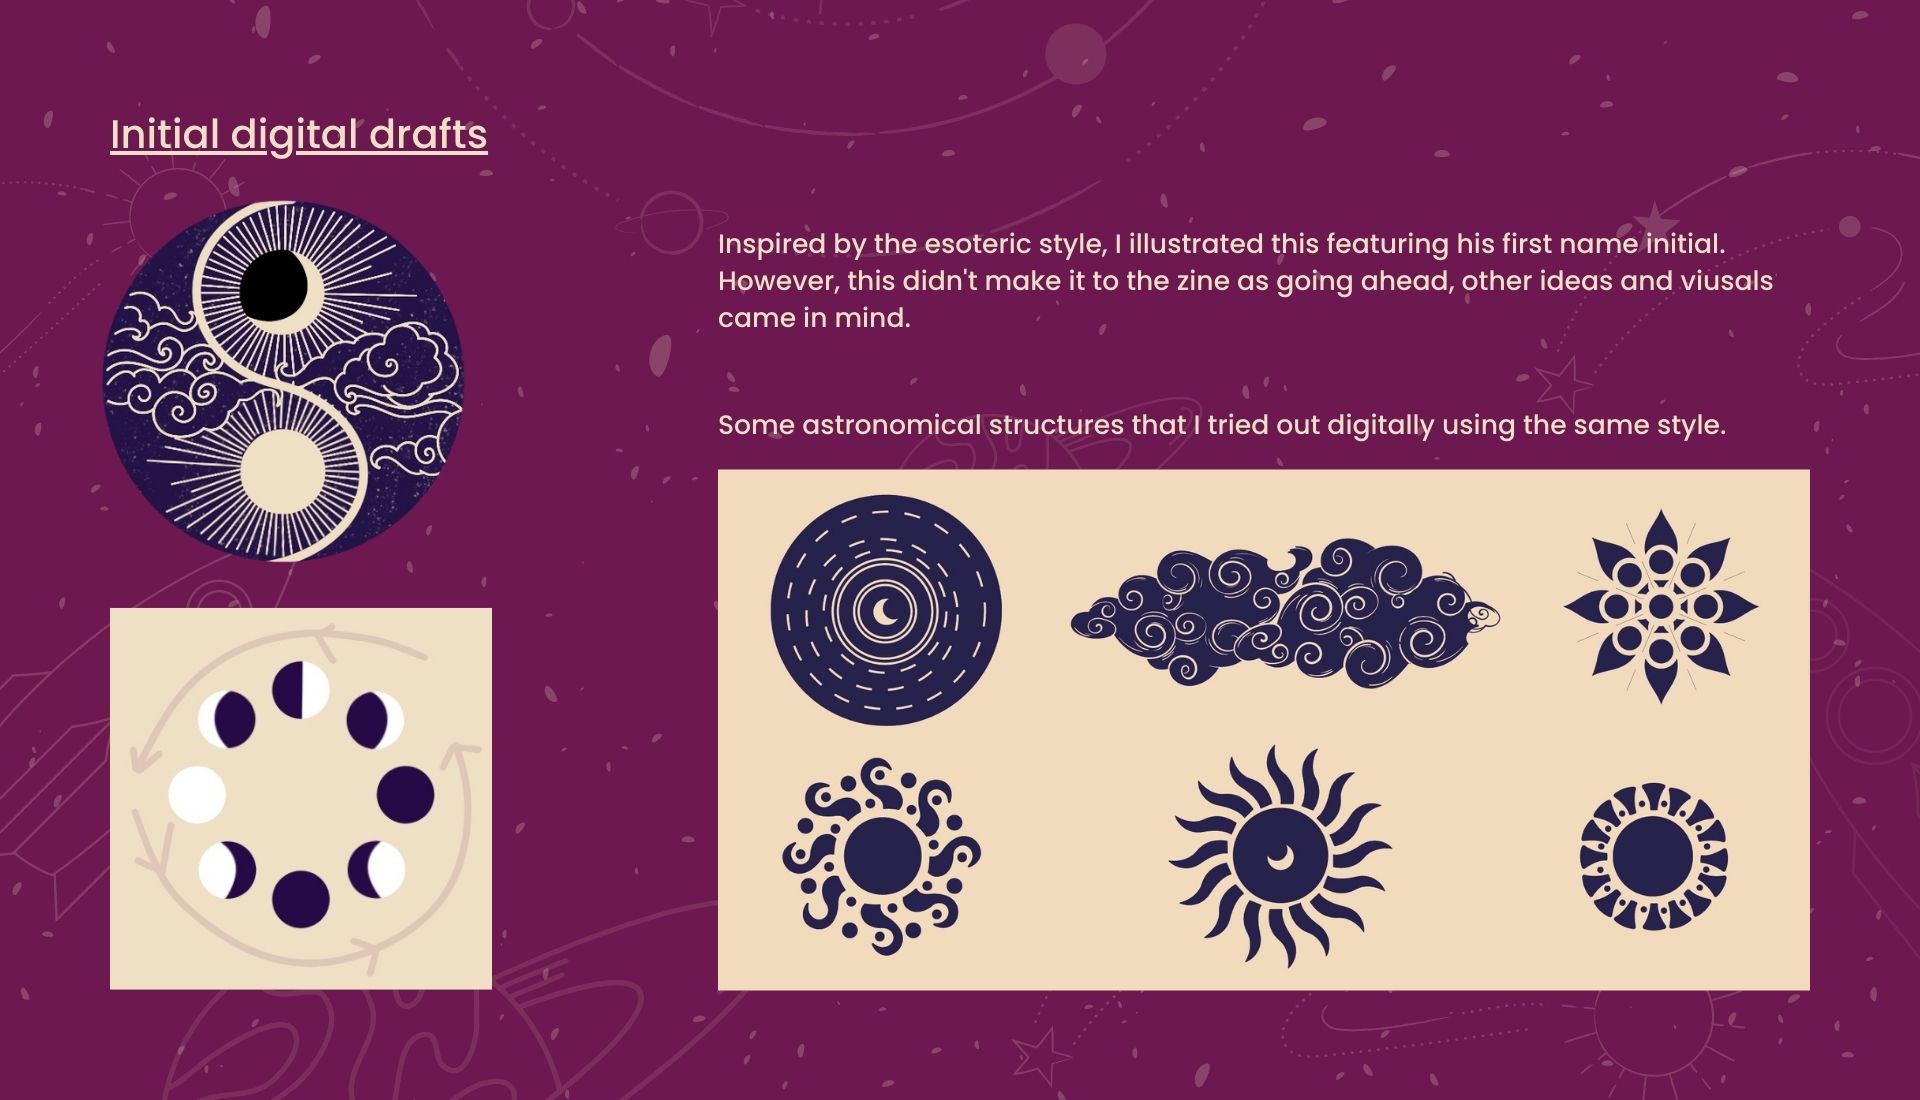 Initial digital drafts
Inspired by the esoteric style, I illustrated this featuring his first name initial.
However, this didn't make it to the zine as going ahead, other ideas and viusals
came in mind.
Some astronomical structures that I tried out digitally using the same style.